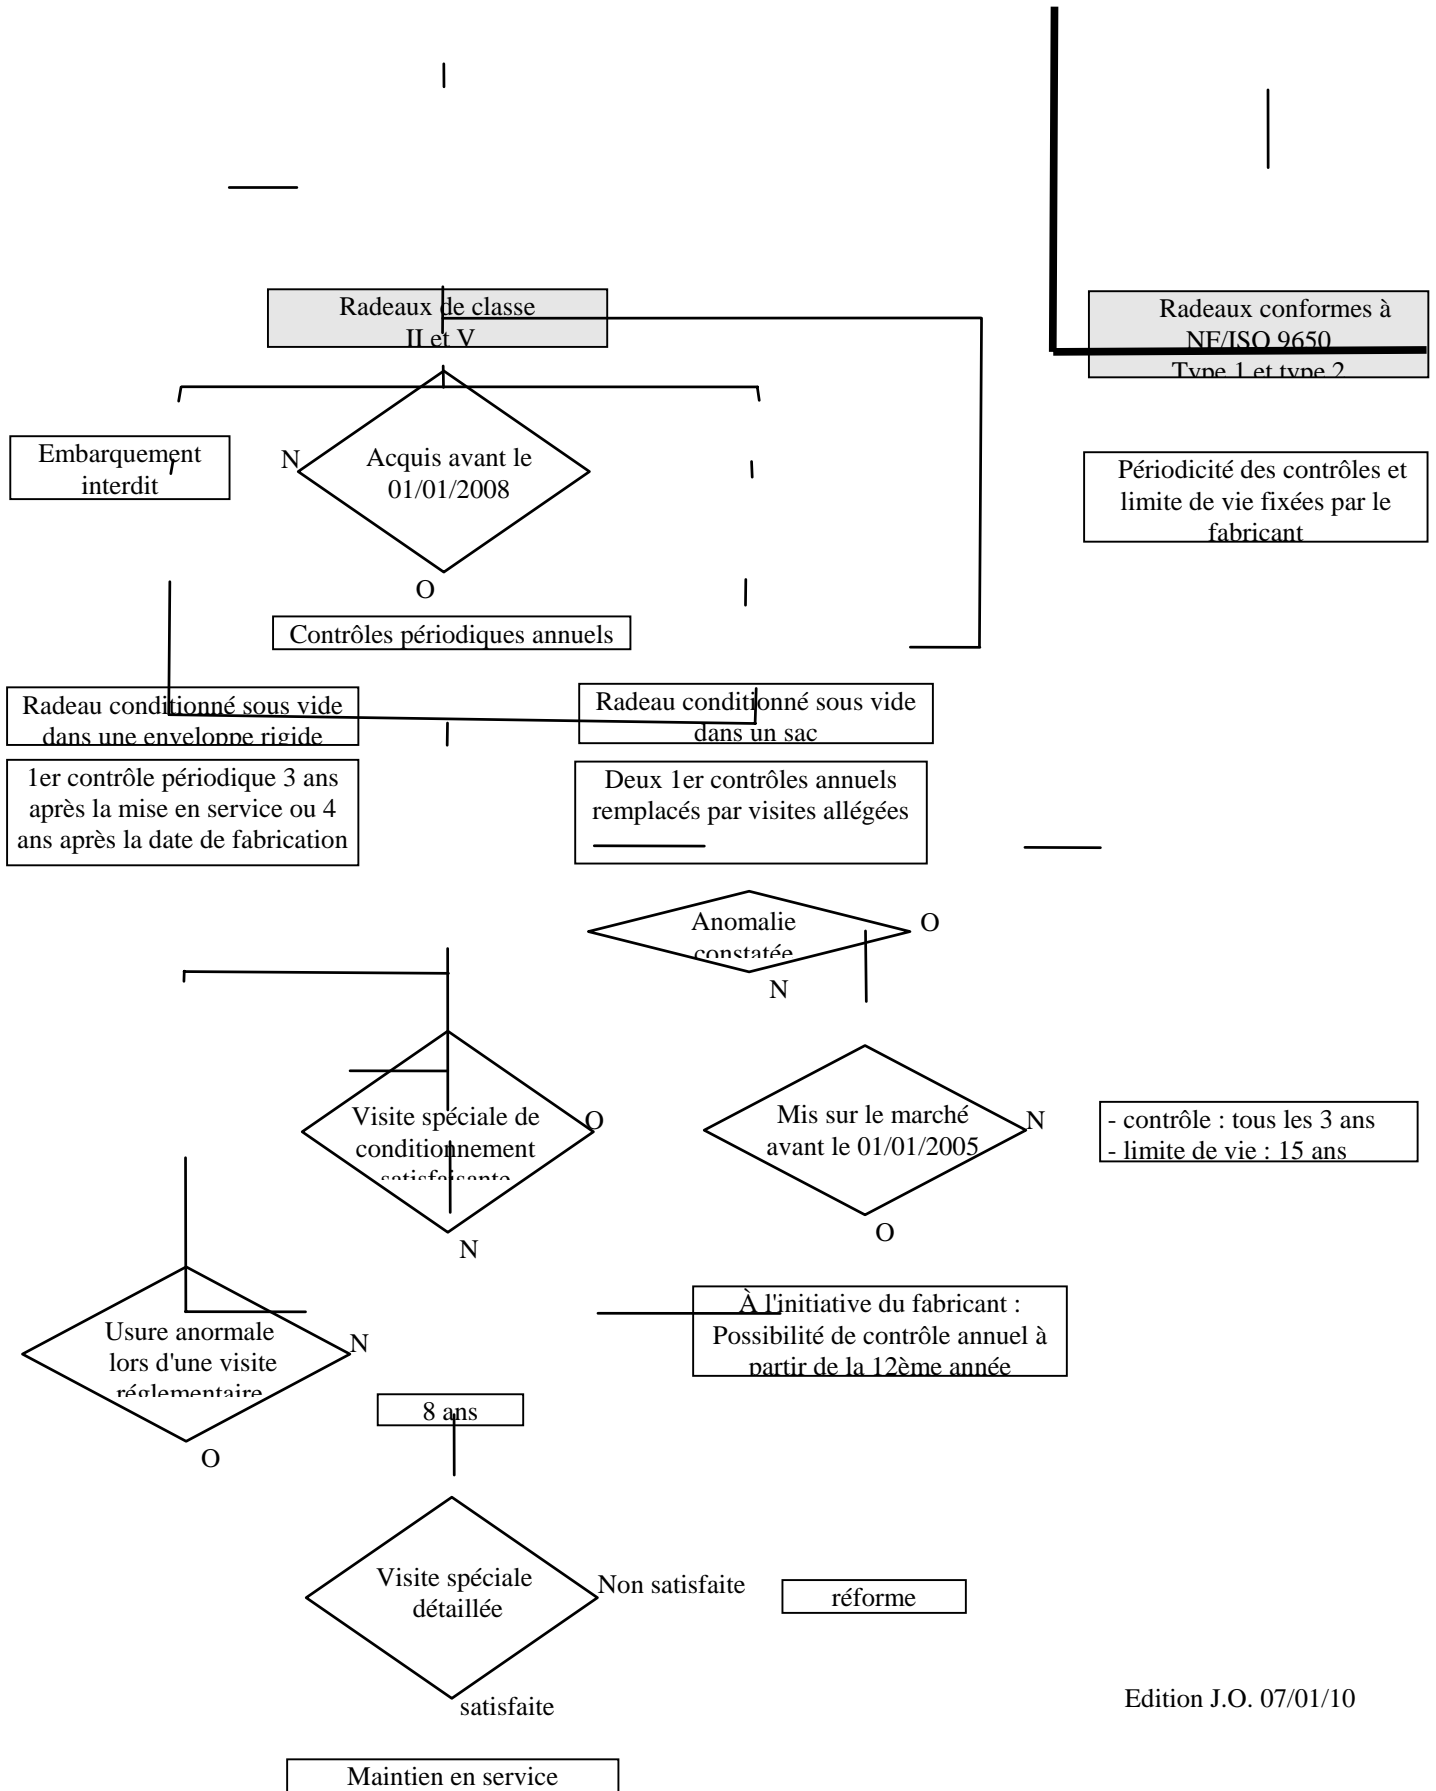 Radeaux de classe
II et V
Radeaux conformes à
NF/ISO 9650
Type 1 et type 2
Embarquement
interdit
N
Acquis avant le
01/01/2008
O
Périodicité des contrôles et
limite de vie fixées par le
fabricant
Contrôles périodiques annuels
Radeau conditionné sous vide
dans une enveloppe rigide
Radeau conditionné sous vide
dans un sac
1er contrôle périodique 3 ans
après la mise en service ou 4
ans après la date de fabrication
Deux 1er contrôles annuels
remplacés par visites allégées
Anomalie
constatée
O
N
Visite spéciale de
conditionnement
satisfaisante
O
N
Mis sur le marché
avant le 01/01/2005
N
O
- contrôle : tous les 3 ans
- limite de vie : 15 ans
À l'initiative du fabricant :
Possibilité de contrôle annuel à
partir de la 12ème année
Usure anormale
lors d'une visite
réglementaire
N
O
8 ans
Visite spéciale
détaillée
Non satisfaite
réforme
satisfaite
Edition J.O. 07/01/10
Maintien en service